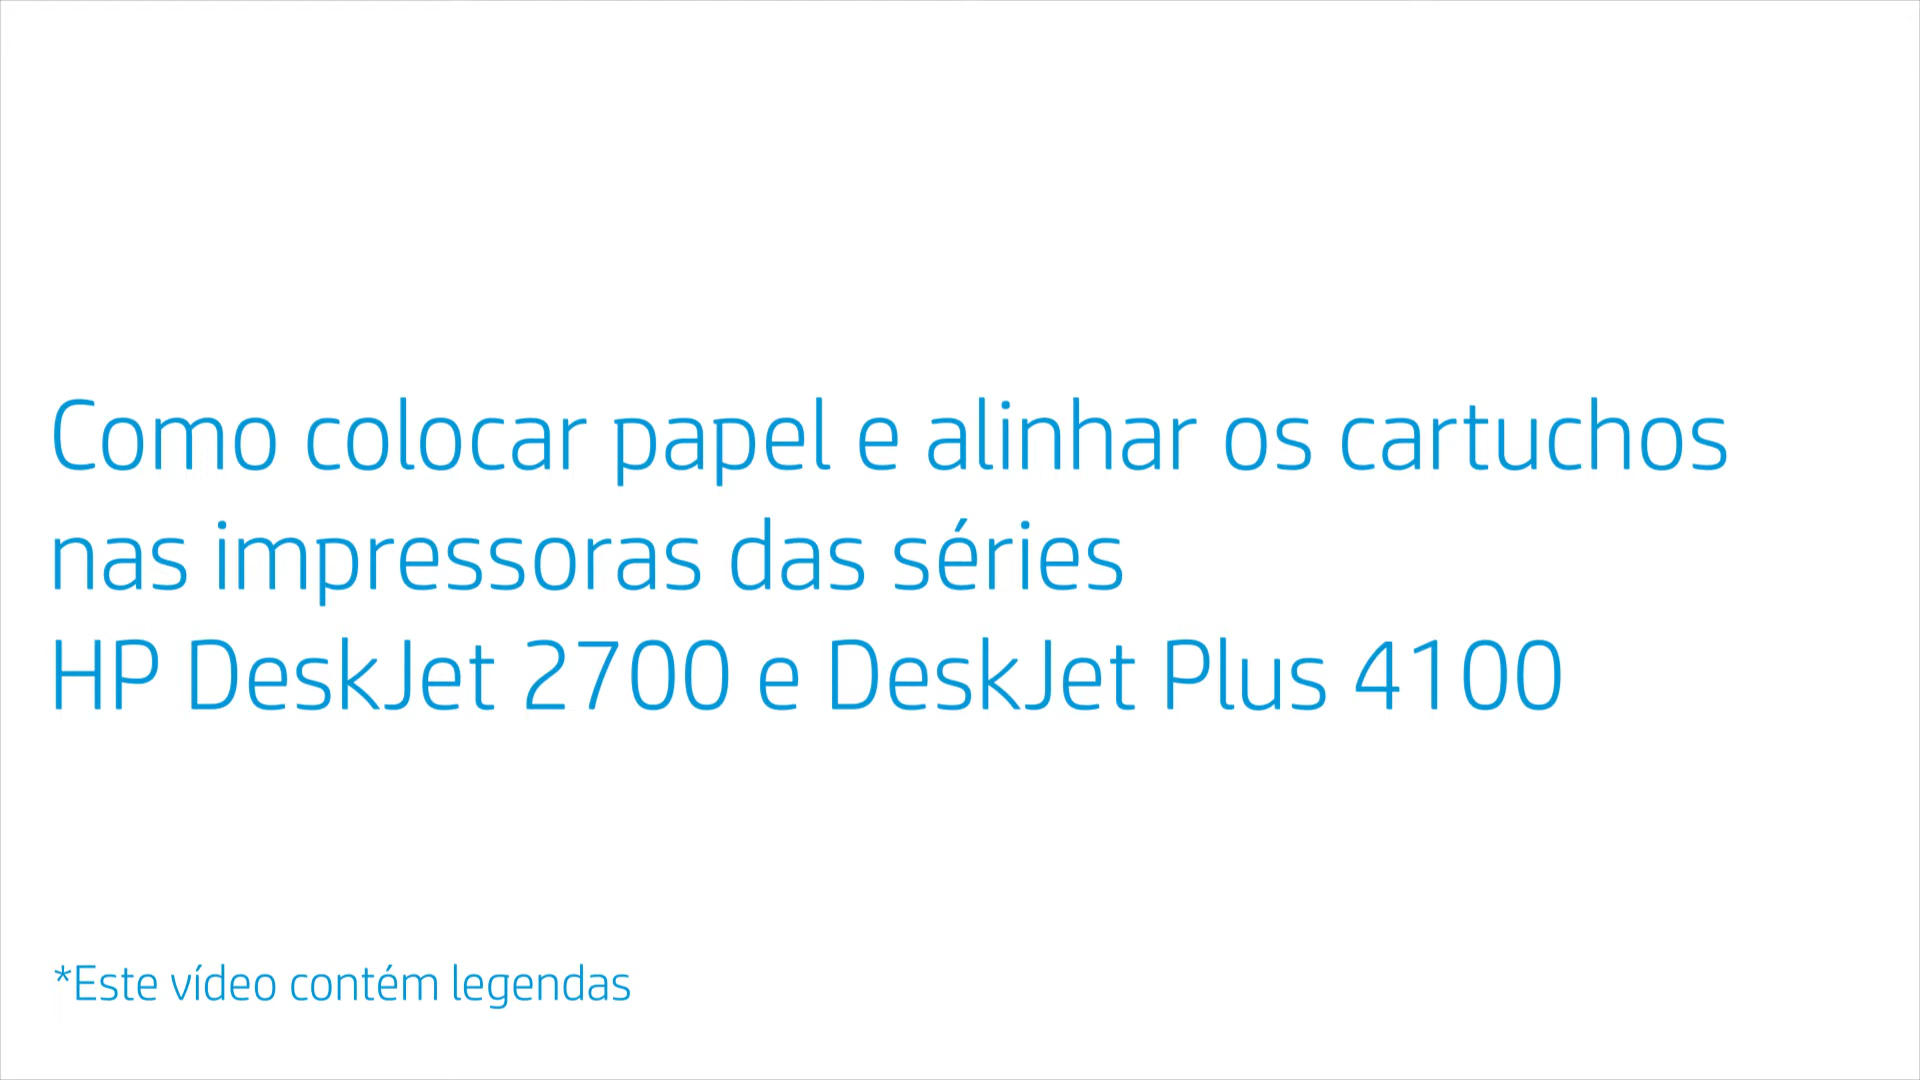 Como colocar papel e alinhar os cartuchos
nas impressoras das séries
HP DeskJet 2700 e DeskJet Plus 4100
*Este vídeo contém legendas